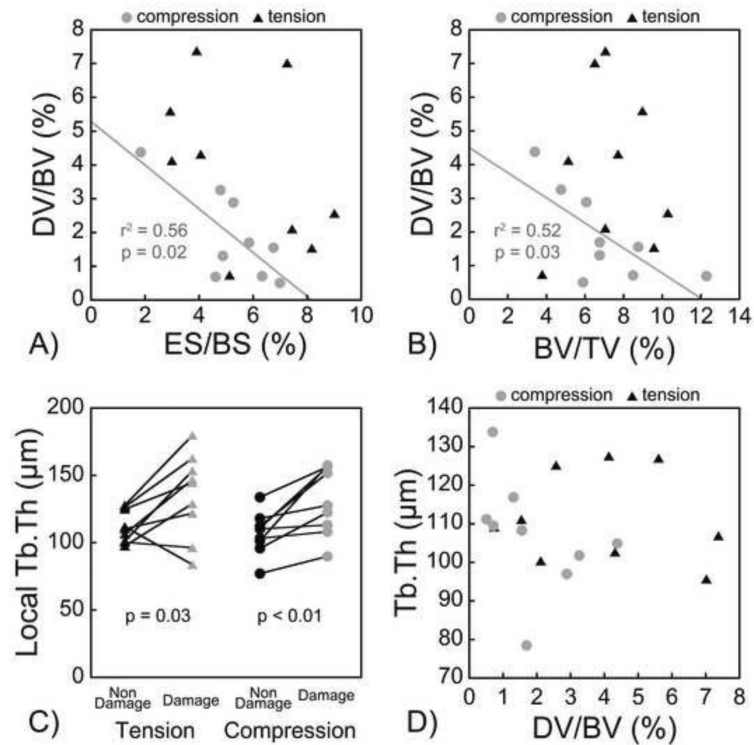 compression tension
8
7
6
5
4
3
2
1
0
DV/BV (%)
r² = 0.56
p = 0.02
0 2 4 6 8 10
A) ES/BS (%)
compression tension
8
7
6
5
4
3
2
1
0
DV/BV (%)
r² = 0.52
p = 0.03
0 2 4 6 8 10 12 14
B) BV/TV (%)
200
150
100
50
0
Local Tb.Th (µm)
p = 0.03 p < 0.01
Non Damage Damage Non Damage Damage
C) Tension Compression
compression tension
140
130
120
110
100
90
80
70
Tb.Th (µm)
0 1 2 3 4 5 6 7 8
D) DV/BV (%)